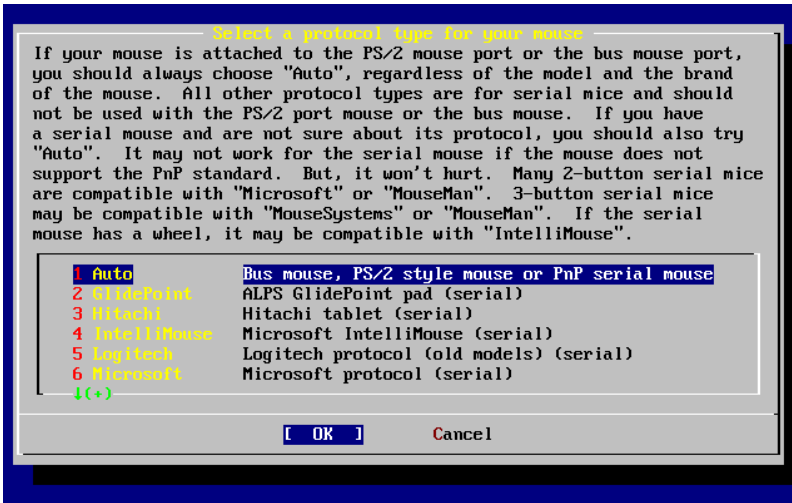 Select a protocol type for your mouse
If your mouse is attached to the PS/2 mouse port or the bus mouse port,
you should always choose "Auto", regardless of the model and the brand
of the mouse.  All other protocol types are for serial mice and should
not be used with the PS/2 port mouse or the bus mouse.  If you have
a serial mouse and are not sure about its protocol, you should also try
"Auto".  It may not work for the serial mouse if the mouse does not
support the PnP standard.  But, it won't hurt.  Many 2-button serial mice
are compatible with "Microsoft" or "MouseMan".  3-button serial mice
may be compatible with "MouseSystems" or "MouseMan".  If the serial
mouse has a wheel, it may be compatible with "IntelliMouse".
1 Auto Bus mouse, PS/2 style mouse or PnP serial mouse
2 GlidePoint ALPS GlidePoint pad (serial)
3 Hitachi Hitachi tablet (serial)
4 IntelliMouse Microsoft IntelliMouse (serial)
5 Logitech Logitech protocol (old models) (serial)
6 Microsoft Microsoft protocol (serial)
↓(+)
[ OK ] Cancel